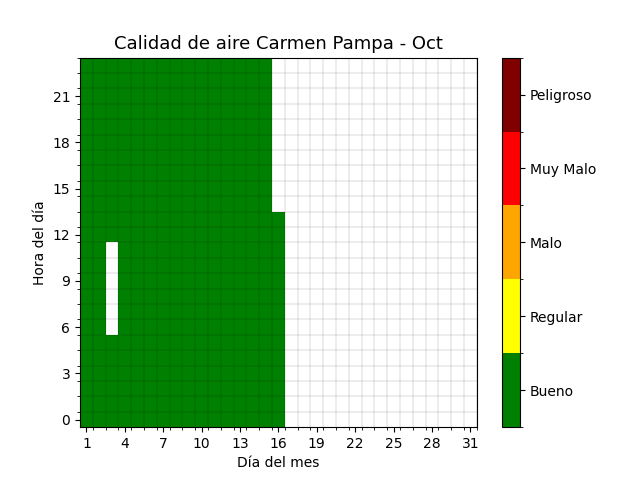 Calidad de aire Carmen Pampa - Oct
Peligroso
Muy Malo
Malo
Regular
Bueno
Hora del día
21
18
15
12
9
6
3
0
1 4 7 10 13 16 19 22 25 28 31
Día del mes